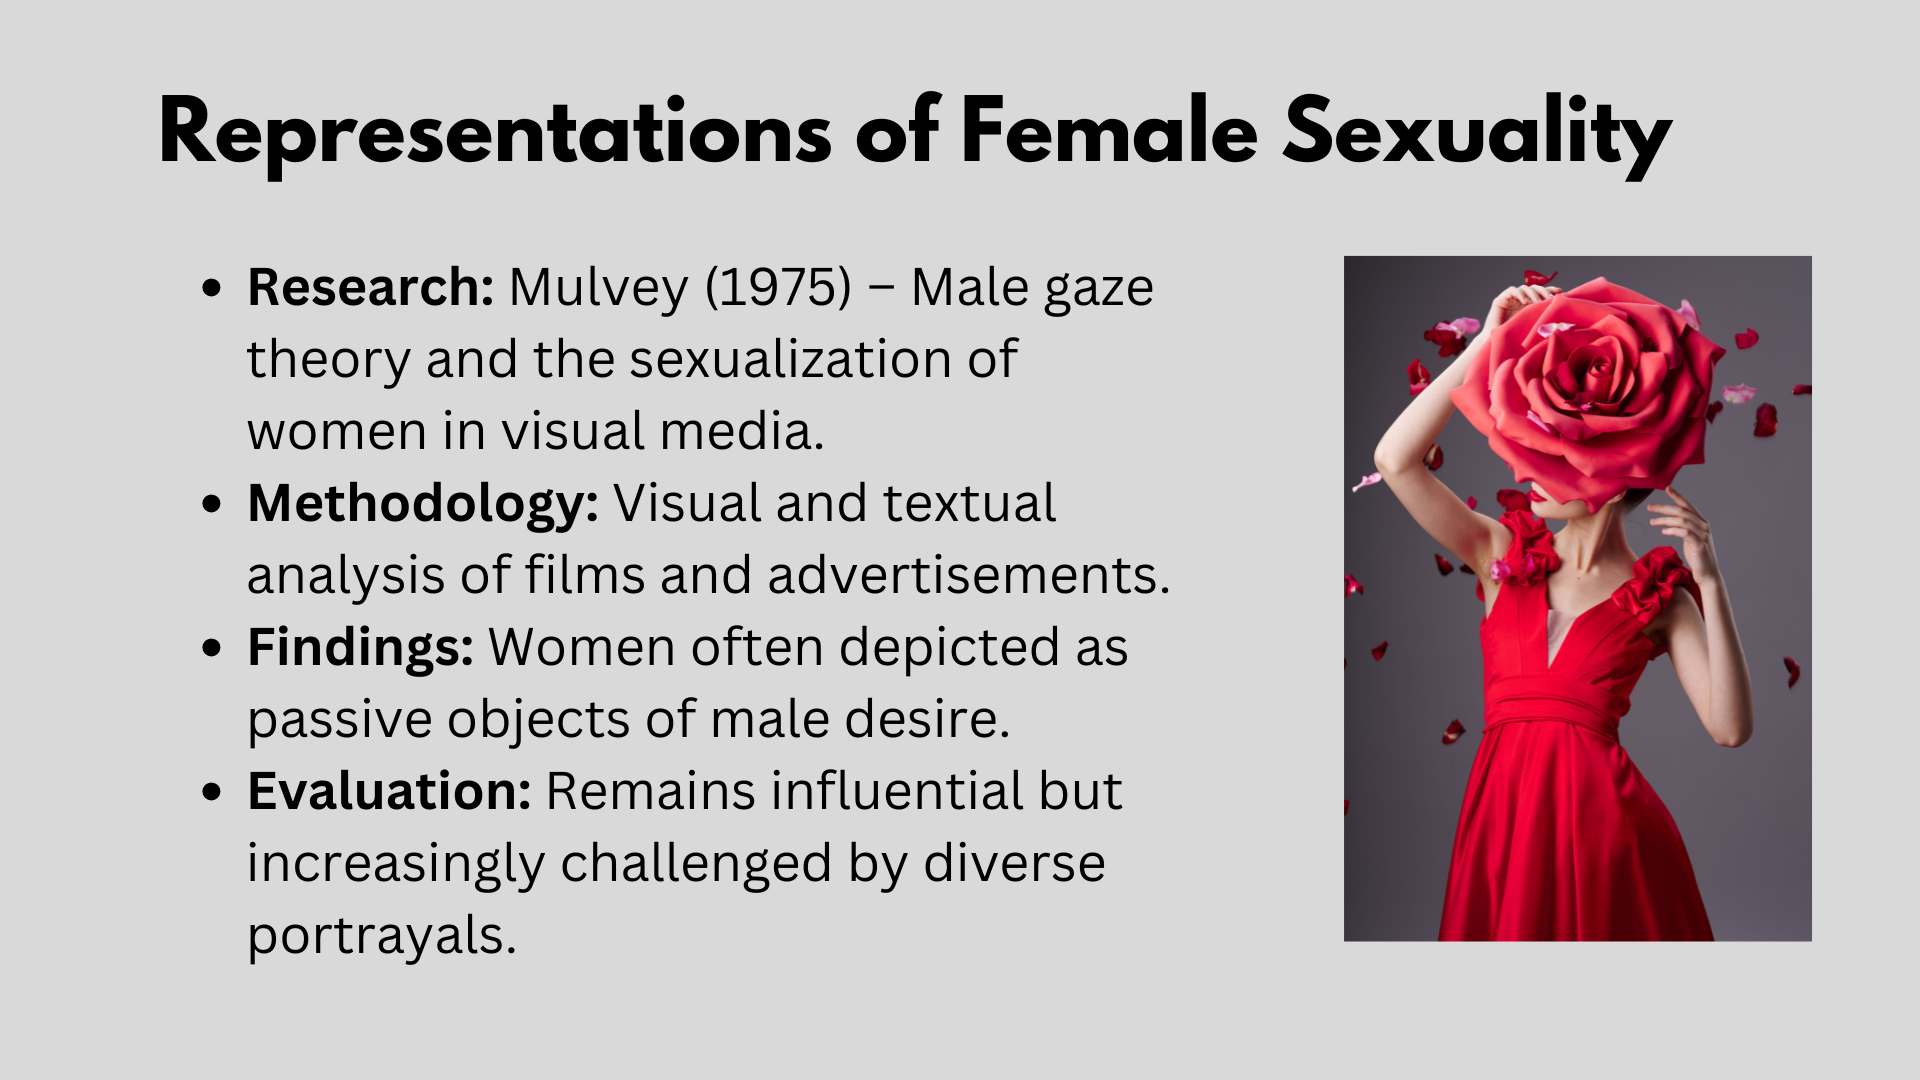 Representations of Female Sexuality
• Research: Mulvey (1975) – Male gaze
theory and the sexualization of
women in visual media.
• Methodology: Visual and textual
analysis of films and advertisements.
• Findings: Women often depicted as
passive objects of male desire.
• Evaluation: Remains influential but
increasingly challenged by diverse
portrayals.